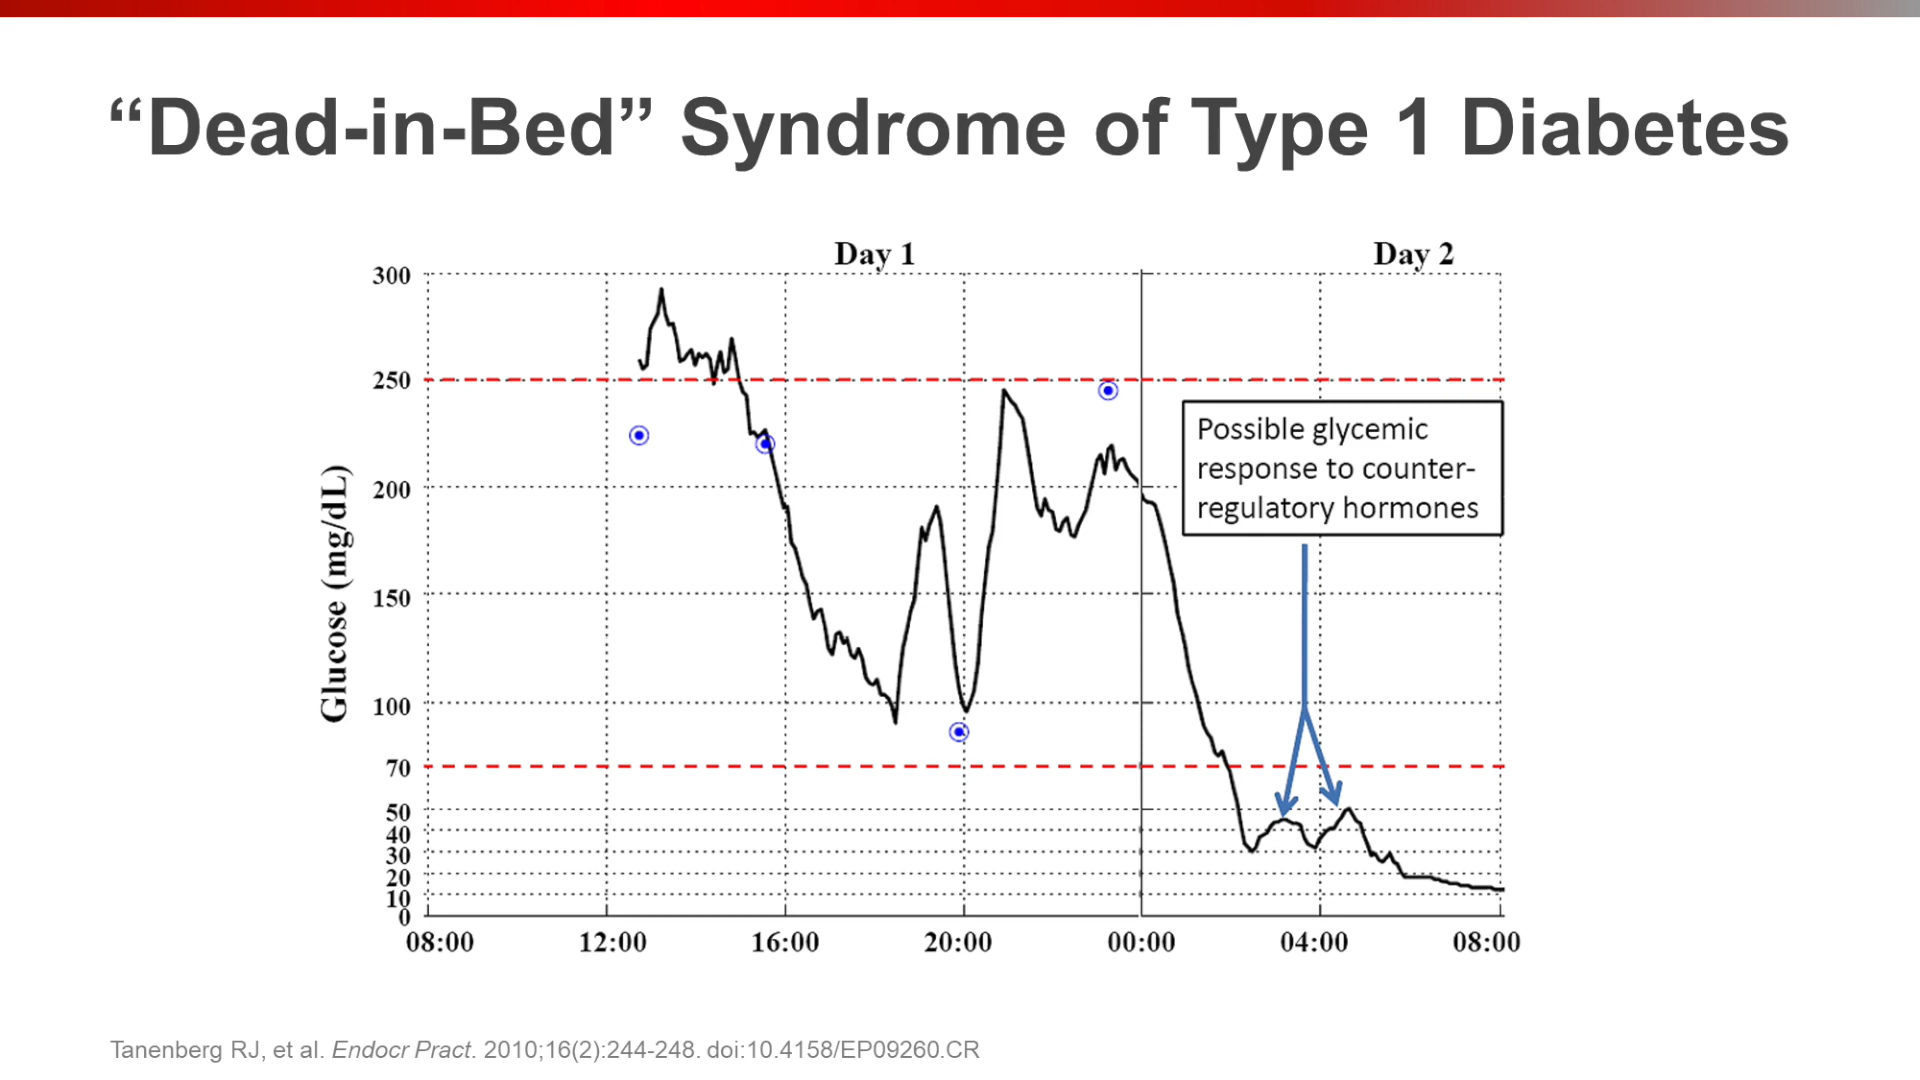 “Dead-in-Bed” Syndrome of Type 1 Diabetes
Day 1
Day 2
300
250
200
150
100
70
50
40
30
20
10
0
Glucose (mg/dL)
Possible glycemic
response to counter-
regulatory hormones
08:00
12:00
16:00
20:00
00:00
04:00
08:00
Tanenberg RJ, et al. Endocr Pract. 2010;16(2):244-248. doi:10.4158/EP09260.CR